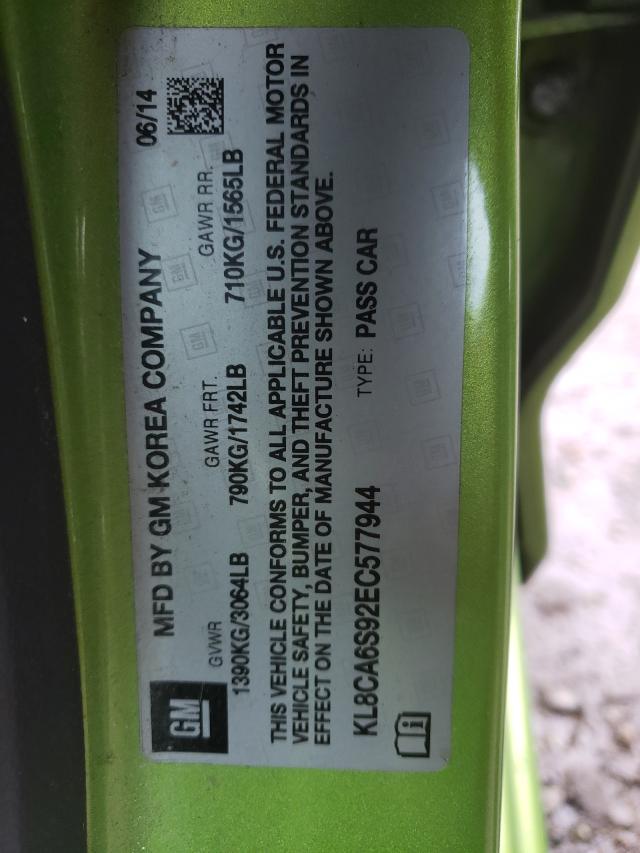 MFD BY GM KOREA COMPANY 06/14
GVWR GAWR FRT. GAWR RR.
1390KG/3064LB 790KG/1742LB 710KG/1565LB
THIS VEHICLE CONFORMS TO ALL APPLICABLE U.S. FEDERAL MOTOR
VEHICLE SAFETY, BUMPER, AND THEFT PREVENTION STANDARDS IN
EFFECT ON THE DATE OF MANUFACTURE SHOWN ABOVE.
KL8CA6S92EC577944 TYPE: PASS CAR
GM